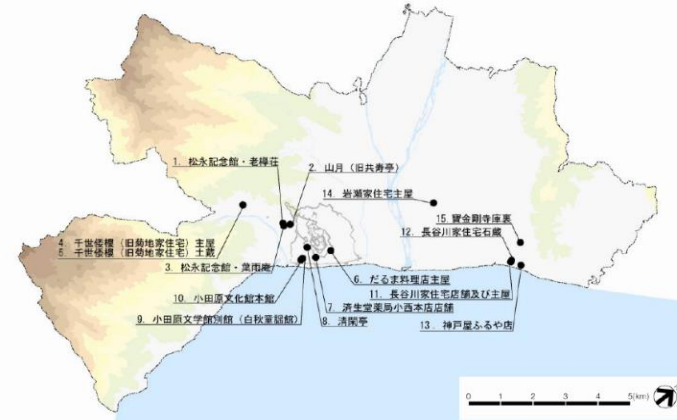 1. 松永記念館・老欅荘
2. 山月（旧共寿亭）
14. 岩瀬家住宅主屋
15. 寶金剛寺庫裏
12. 長谷川家住宅石蔵
4. 千世倭樓（旧菊地家住宅）主屋
5. 千世倭樓（旧菊地家住宅）土蔵
3. 松永記念館・葉雨庵
6. だるま料理店主屋
10. 小田原文化館本館
11. 長谷川家住宅店舗及び主屋
7. 済生堂薬局小西本店店舗
9. 小田原文学館別館（白秋童謡館）
8. 清閑亭
13. 神戸屋ふるや店
0 1 2 3 4 5(km)